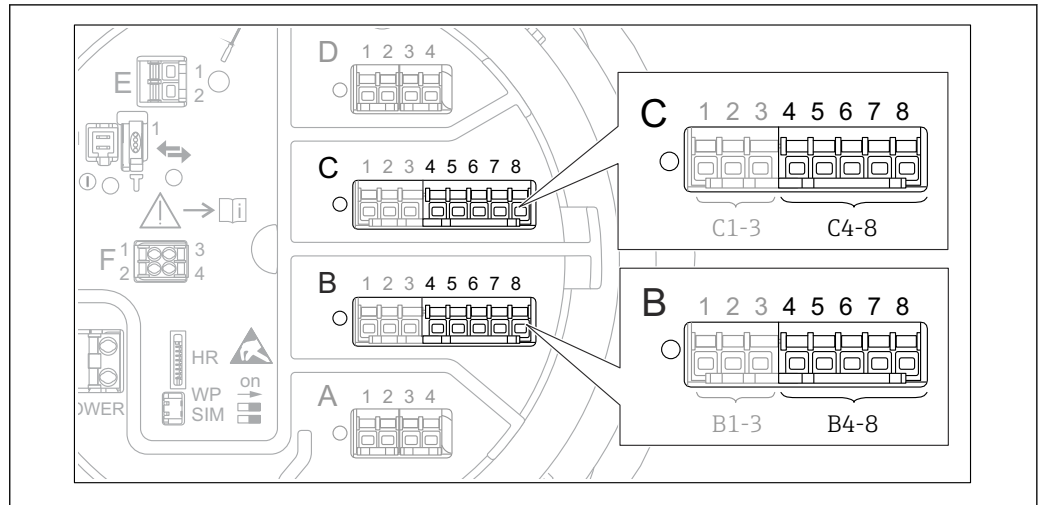 D 1 2 3 4
E 1
2
1
C 1 2 3 4 5 6 7 8
i
F 1 3
2 4
B 1 2 3 4 5 6 7 8
HR
WP on
SIM
OWER
A 1 2 3 4
C 1 2 3 4 5 6 7 8
C1-3 C4-8
B 1 2 3 4 5 6 7 8
B1-3 B4-8